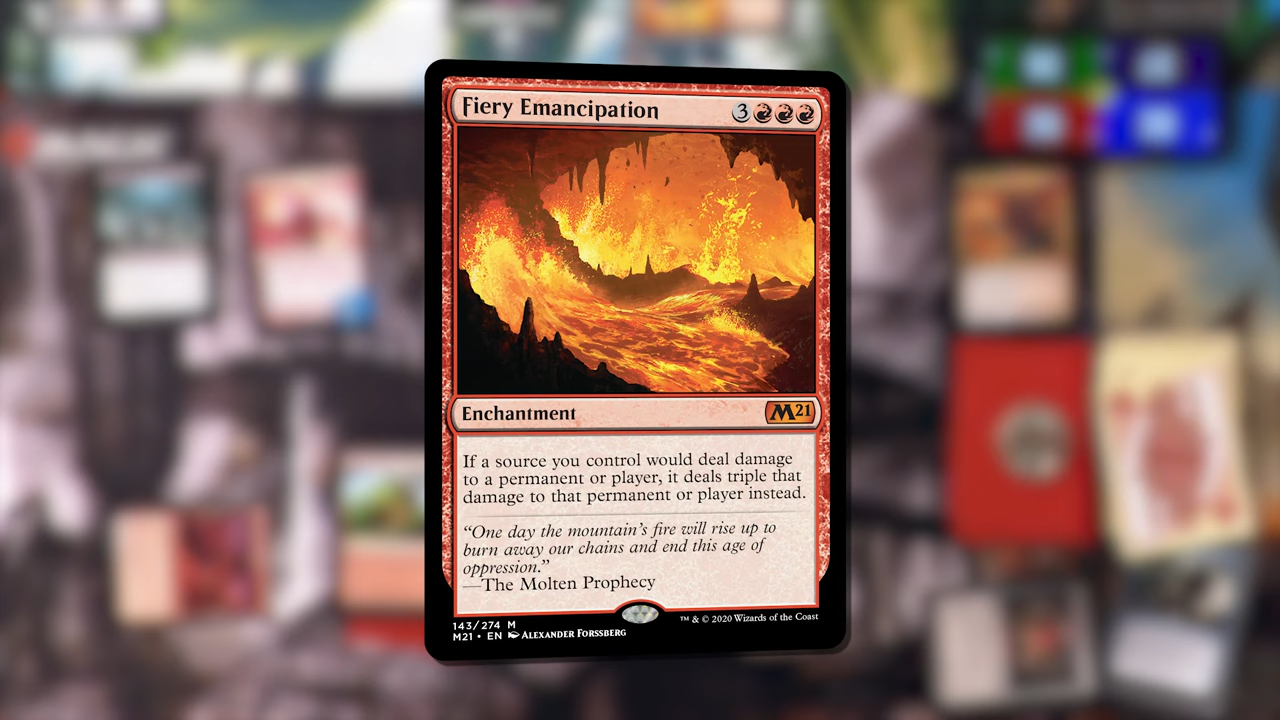 Fiery Emancipation 3
Enchantment M21
If a source you control would deal damage
to a permanent or player, it deals triple that
damage to that permanent or player instead.
“One day the mountain’s fire will rise up to
burn away our chains and end this age of
oppression.”
—The Molten Prophecy
143/274 M
M21 • EN Alexander Forssberg
™ & © 2020 Wizards of the Coast